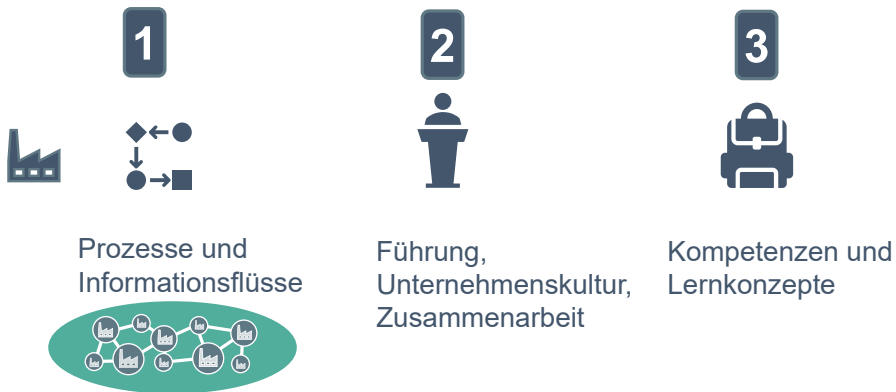 1
2
3
Prozesse und
Informationsflüsse
Führung,
Unternehmenskultur,
Zusammenarbeit
Kompetenzen und
Lernkonzepte